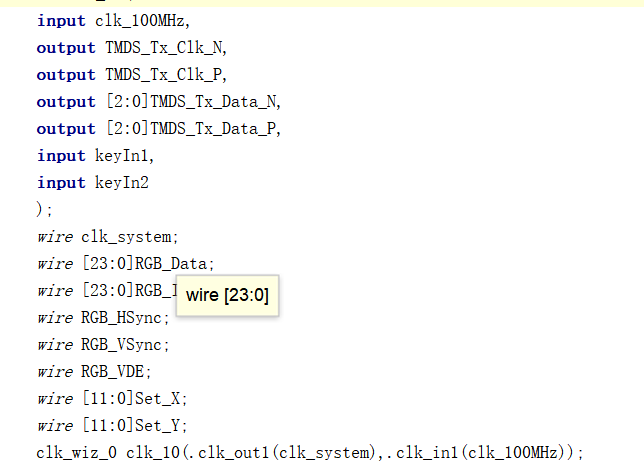 input clk_100MHz,
output TMDS_Tx_Clk_N,
output TMDS_Tx_Clk_P,
output [2:0]TMDS_Tx_Data_N,
output [2:0]TMDS_Tx_Data_P,
input keyIn1,
input keyIn2
);
wire clk_system;
wire [23:0]RGB_Data;
wire [23:0]
wire [23:0]
wire RGB_HSync;
wire RGB_VSync;
wire RGB_VDE;
wire [11:0]Set_X;
wire [11:0]Set_Y;
clk_wiz_0 clk_10(.clk_out1(clk_system),.clk_in1(clk_100MHz));